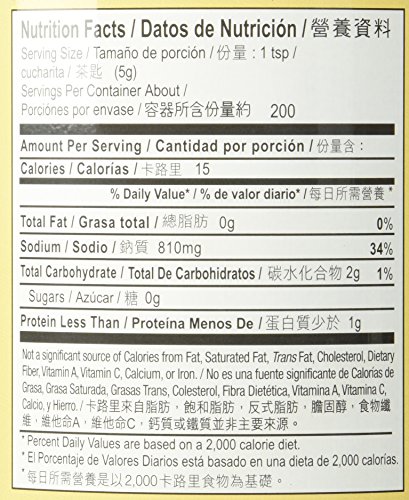 Nutrition Facts / Datos de Nutrición / 營養資料
Serving Size / Tamaño de porción / 份量 : 1 tsp /
cucharita / 茶匙 (5g)
Servings Per Container About /
Porciónes por envase / 容器所含份量約 200
Amount Per Serving / Cantidad por porción / 份量含 :
Calories / Calorías / 卡路里 15
% Daily Value* / % de valor diario* / 每日所需營養 *
Total Fat / Grasa total / 總脂肪 0g 0%
Sodium / Sodio / 鈉質 810mg 34%
Total Carbohydrate / Total De Carbohidratos / 碳水化合物 2g 1%
Sugars / Azúcar / 糖 0g
Protein Less Than / Proteína Menos De / 蛋白質少於 1g
Not a significant source of Calories from Fat, Saturated Fat, Trans Fat, Cholesterol, Dietary
Fiber, Vitamin A, Vitamin C, Calcium, or Iron. / No es una fuente significante de Calorías de
Grasa, Grasa Saturada, Grasas Trans, Colesterol, Fibra Dietética, Vitamina A, Vitamina C,
Calcio, y Hierro. / 卡路里來自脂肪，飽和脂肪，反式脂肪，膽固醇，食物纖
維，維他命A，維他命C，鈣質或鐵質並非主要來源。
* Percent Daily Values are based on a 2,000 calorie diet.
* El Porcentaje de Valores Diarios está basado en una dieta de 2,000 calorías.
* 每日所需營養是以2,000卡路里食物為基礎。